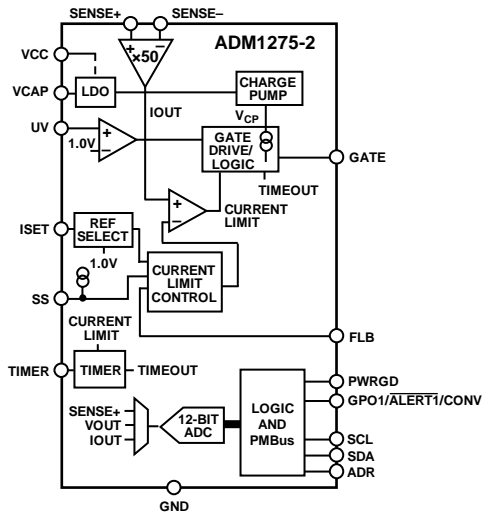 SENSE+ SENSE–
ADM1275-2
VCC
+ –
×50
VCAP
LDO
CHARGE
PUMP
IOUT
VCP
UV
1.0V
+
–
GATE
DRIVE/
LOGIC
GATE
TIMEOUT
+
–
CURRENT
LIMIT
ISET
REF
SELECT
1.0V
CURRENT
LIMIT
CONTROL
SS
CURRENT
LIMIT
FLB
TIMER
TIMER
TIMEOUT
PWRGD
GPO1/ALERT1/CONV
SENSE+
VOUT
IOUT
12-BIT
ADC
LOGIC
AND
PMBus
SCL
SDA
ADR
GND